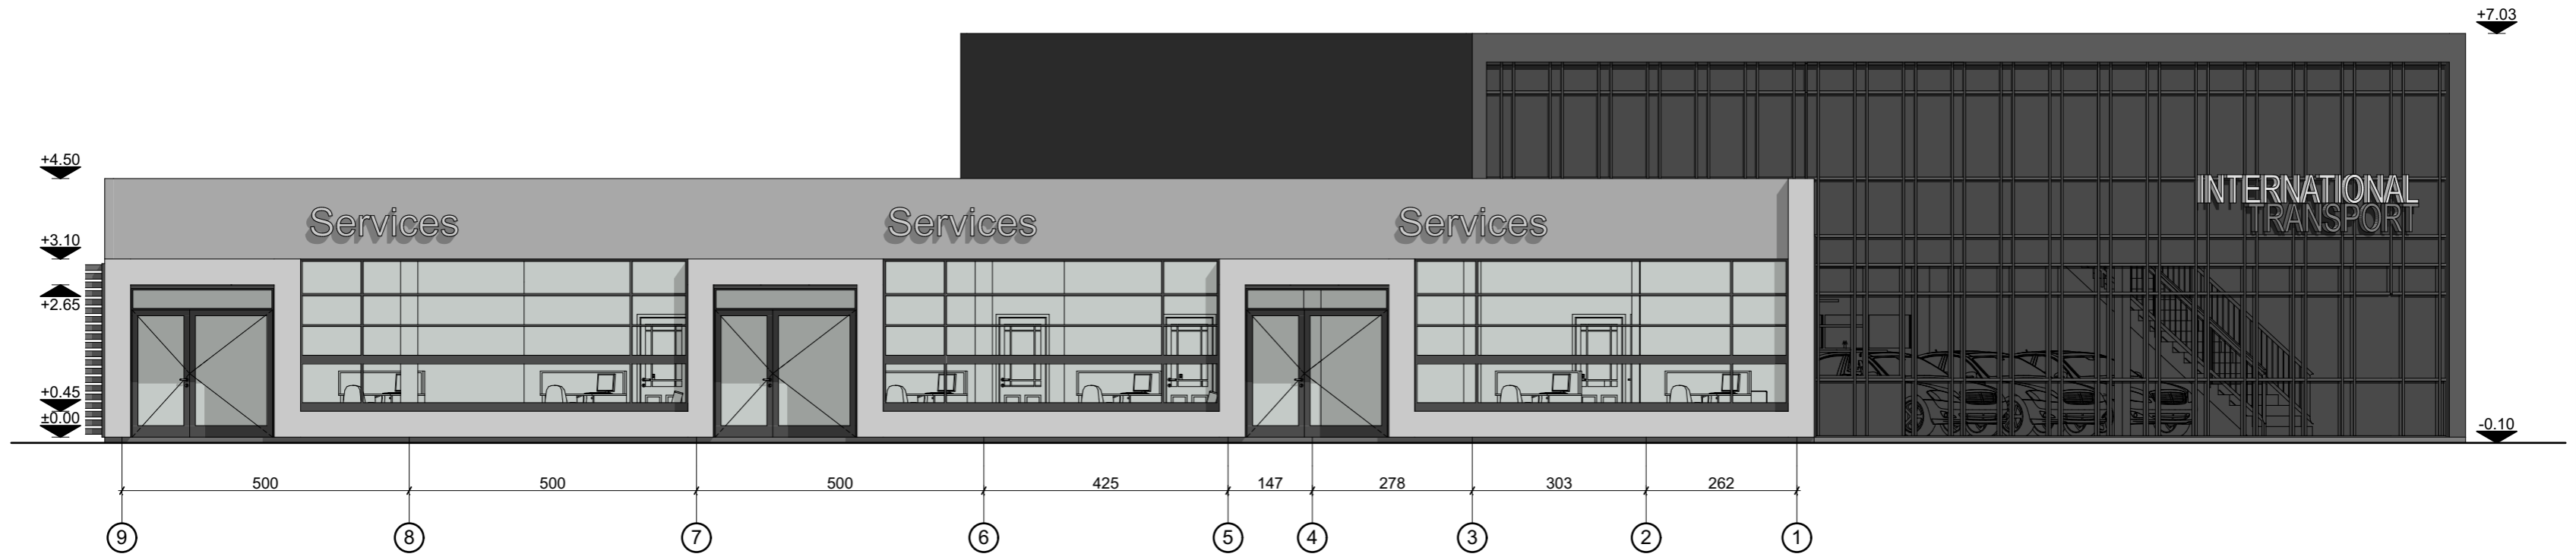 +7.03
+4.50
INTERNATIONAL
TRANSPORT
Services Services Services
+3.10
+2.65
+0.45
±0.00
-0.10
500 500 500 425 147 278 303 262
9 8 7 6 5 4 3 2 1